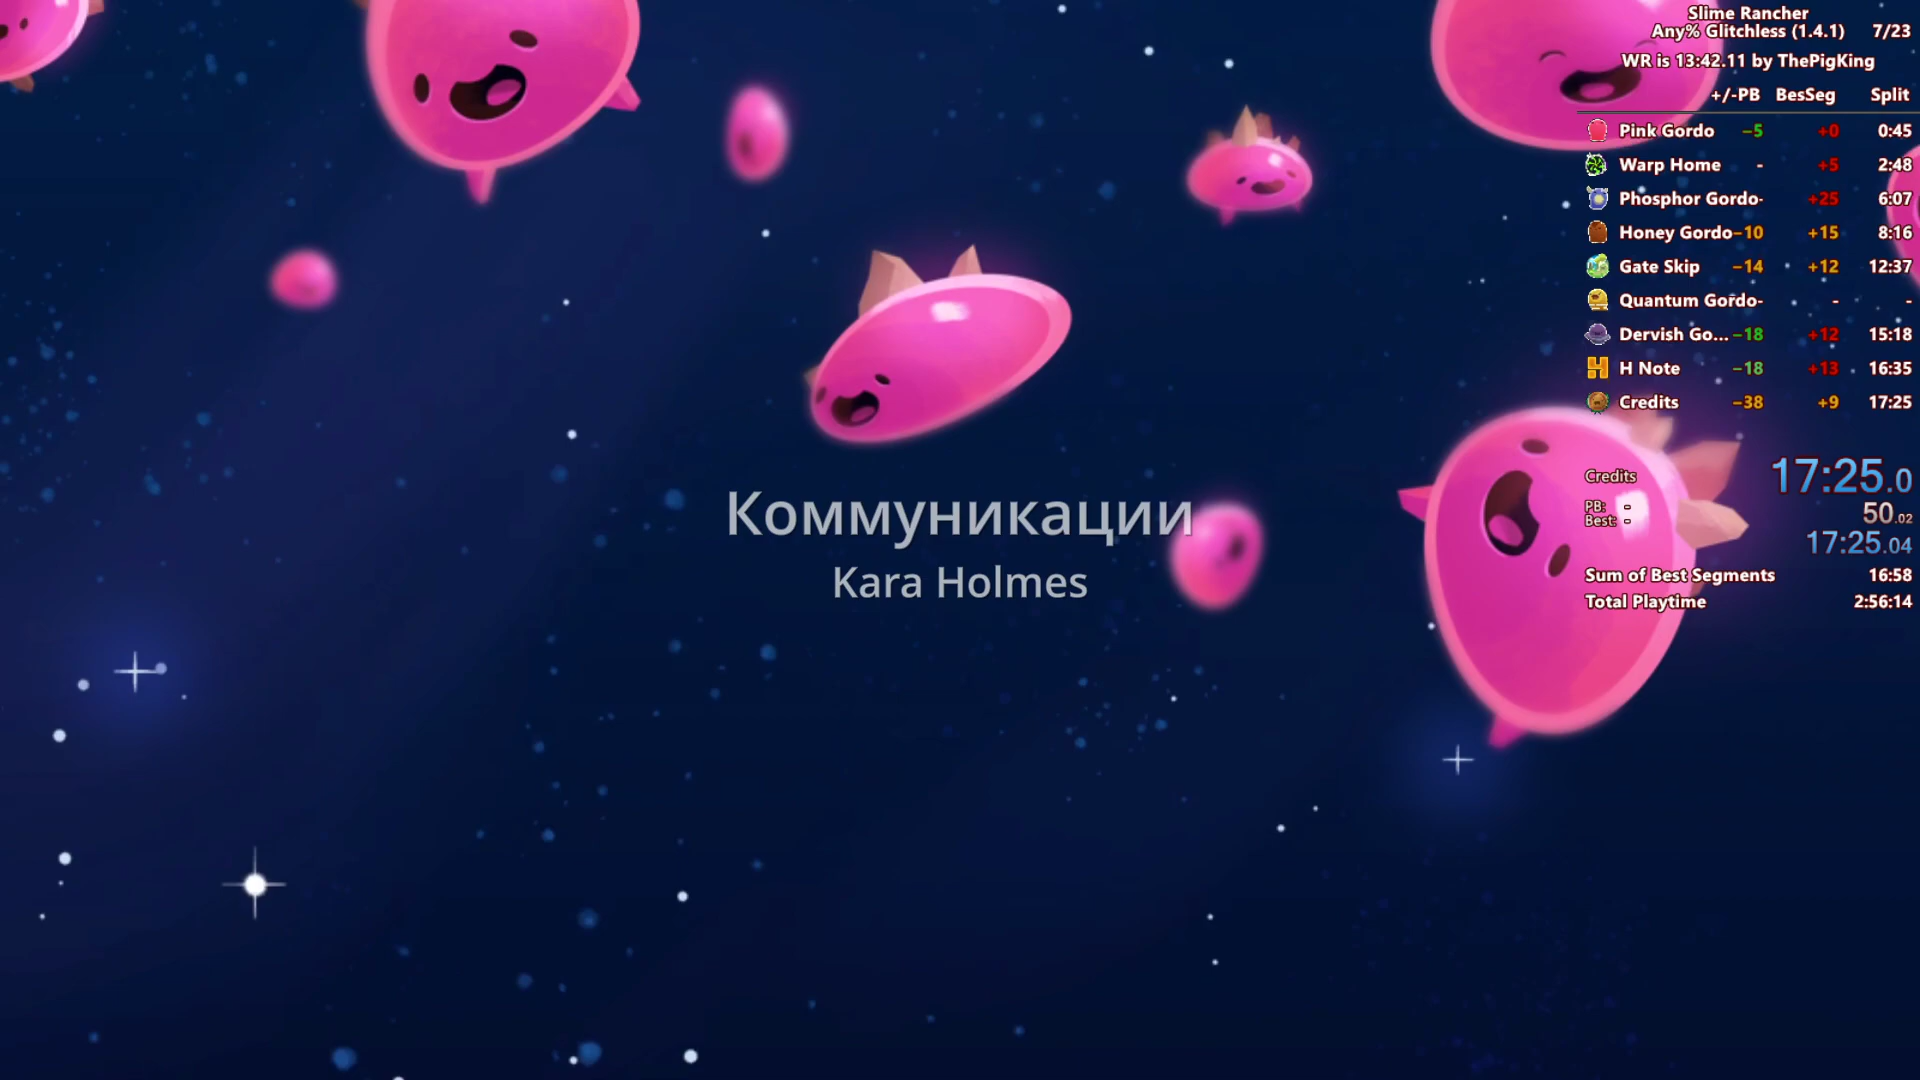 Slime Rancher
Any% Glitchless (1.4.1) 7/23
WR is 13:42.11 by ThePigKing
+/-PB BesSeg Split
Pink Gordo −5 +0 0:45
Warp Home - +5 2:48
Phosphor Gordo- +25 6:07
Honey Gordo −10 +15 8:16
Gate Skip −14 +12 12:37
Quantum Gordo- - -
Dervish Go... −18 +12 15:18
H Note −18 +13 16:35
Credits −38 +9 17:25
Credits 17:25.0
PB: - 50.02
Best: -
17:25.04
Sum of Best Segments 16:58
Total Playtime 2:56:14
Коммуникации
Kara Holmes